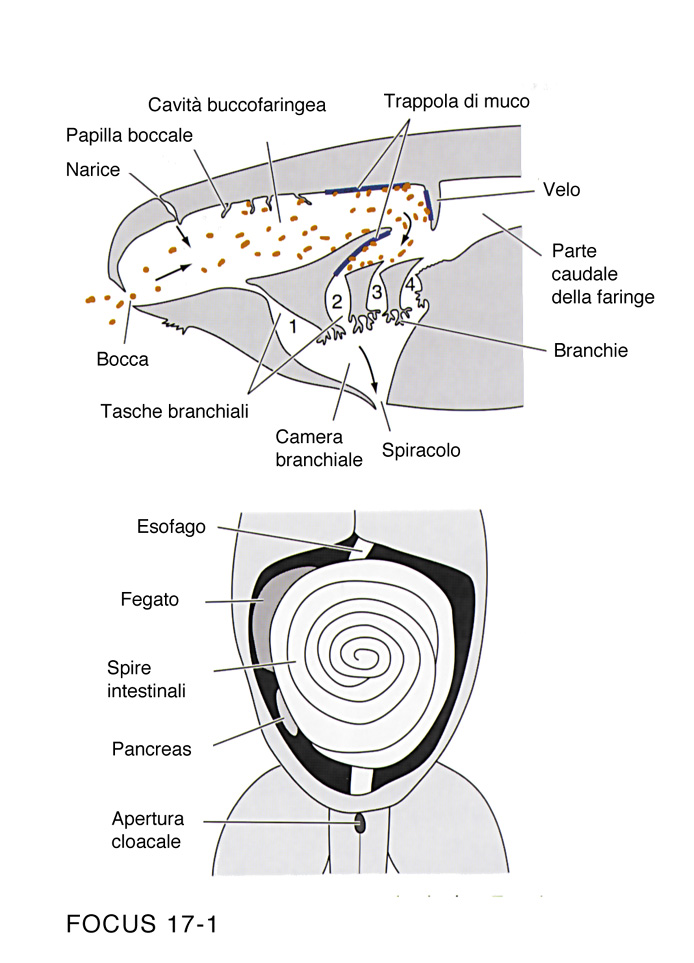 Cavità buccofaringea
Trappola di muco
Papilla boccale
Narice
Velo
Parte
caudale
della faringe
1
2
3
4
Bocca
Branchie
Tasche branchiali
Camera
branchiale
Spiracolo
Esofago
Fegato
Spire
intestinali
Pancreas
Apertura
cloacale
FOCUS 17-1